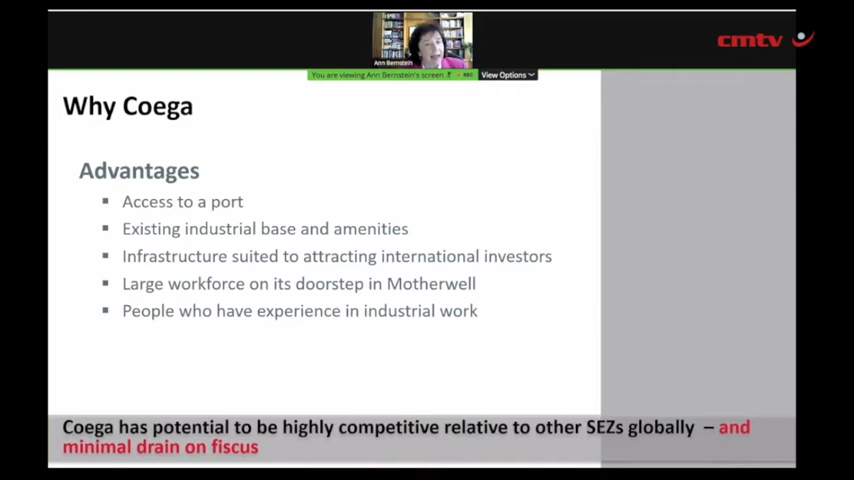 cmtv
Ann Bernstein
You are viewing Ann Bernstein's screen
REC
View Options
Why Coega
Advantages
Access to a port
Existing industrial base and amenities
Infrastructure suited to attracting international investors
Large workforce on its doorstep in Motherwell
People who have experience in industrial work
Coega has potential to be highly competitive relative to other SEZs globally – and
minimal drain on fiscus